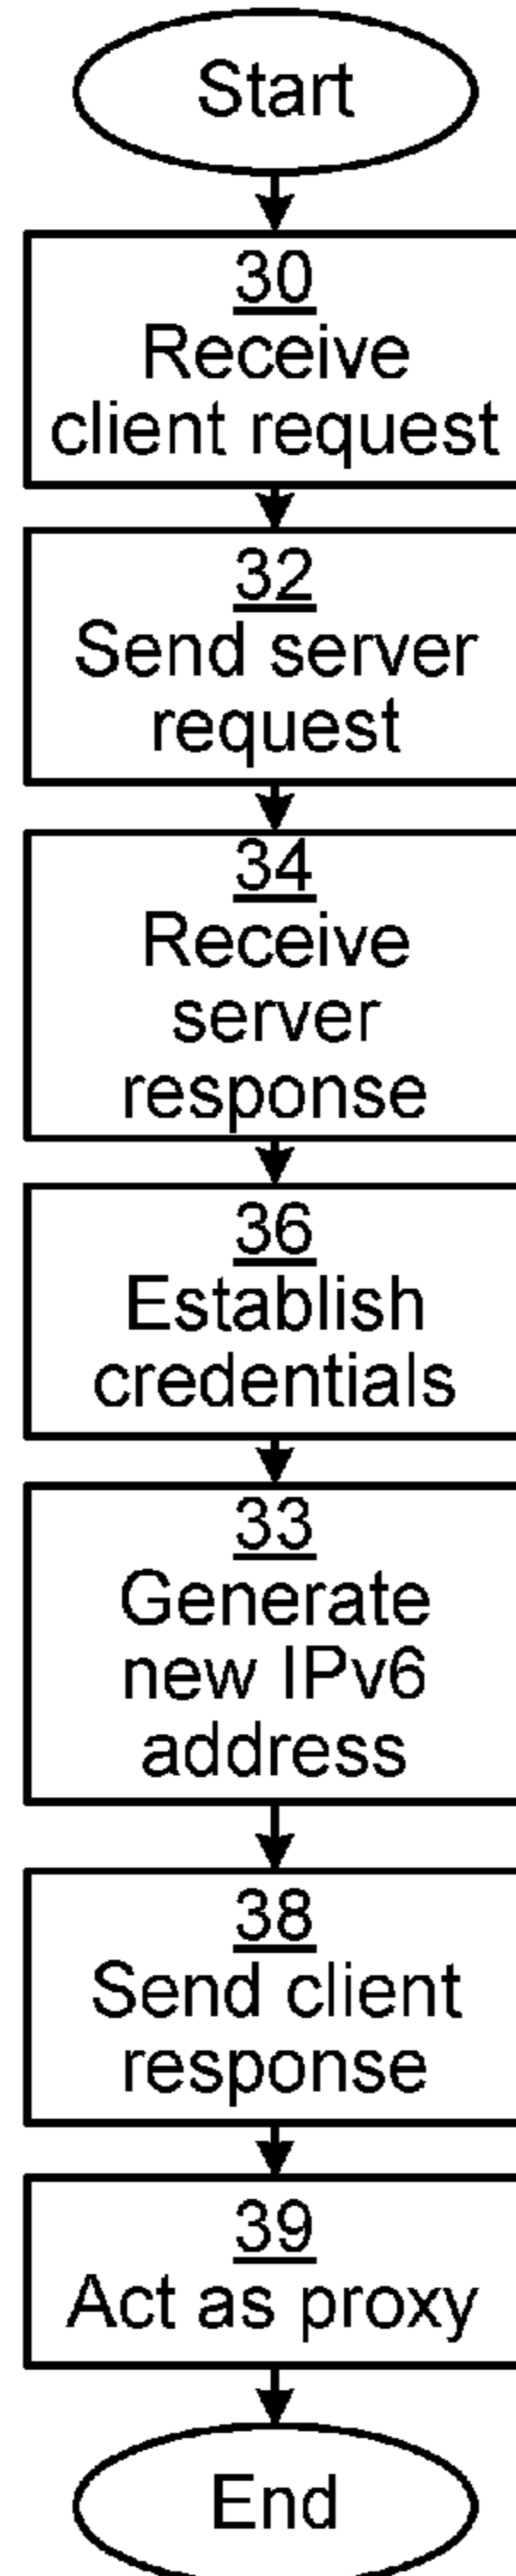 Start
30
Receive
client request
32
Send server
request
34
Receive
server
response
36
Establish
credentials
33
Generate
new IPv6
address
38
Send client
response
39
Act as proxy
End